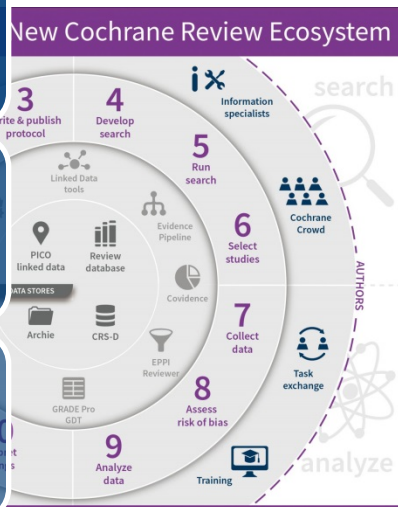 New Cochrane Review Ecosystem
search
Information
specialists
3
& publish
protocol
4
Develop
search
5
Run
search
Linked Data
tools
Evidence
Pipeline
Cochrane
Crowd
6
Select
studies
PICO
linked data
Review
database
Covidence
DATA STORES
AUTHORS
Archie
CRS-D
7
Collect
data
EPPI
Reviewer
Task
exchange
GRADE Pro
GDT
8
Assess
risk of bias
9
Analyze
data
Training
analyze